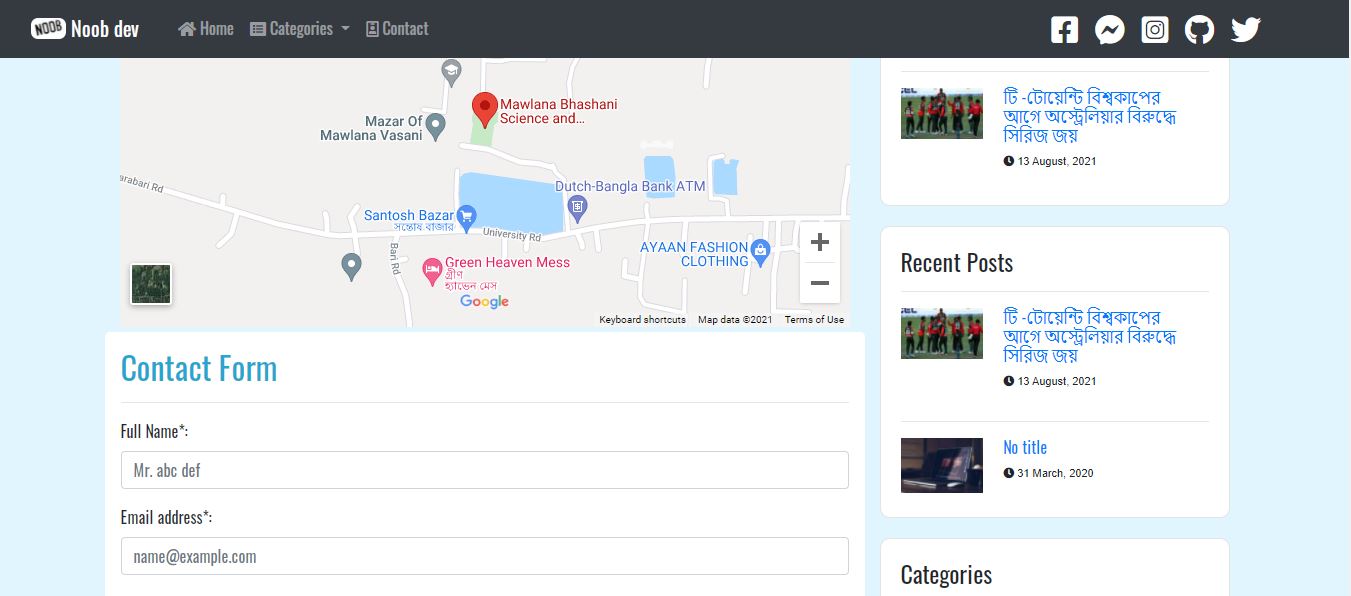 NOOB Noob dev Home Categories Contact
Mawlana Bhashani
Science and...
Mazar Of
Mawlana Vasani
arabari Rd
Dutch-Bangla Bank ATM
Santosh Bazar
সন্তোষ বাজার
University Rd
Bari Rd
AYAAN FASHION
CLOTHING
Green Heaven Mess
গ্রীণ
হ্যাভেন মেস
Google
Keyboard shortcuts Map data ©2021 Terms of Use
Contact Form
Full Name*:
Mr. abc def
Email address*:
name@example.com
টি -টোয়েন্টি বিশ্বকাপের
আগে অস্ট্রেলিয়ার বিরুদ্ধে
সিরিজ জয়
13 August, 2021
Recent Posts
টি -টোয়েন্টি বিশ্বকাপের
আগে অস্ট্রেলিয়ার বিরুদ্ধে
সিরিজ জয়
13 August, 2021
No title
31 March, 2020
Categories